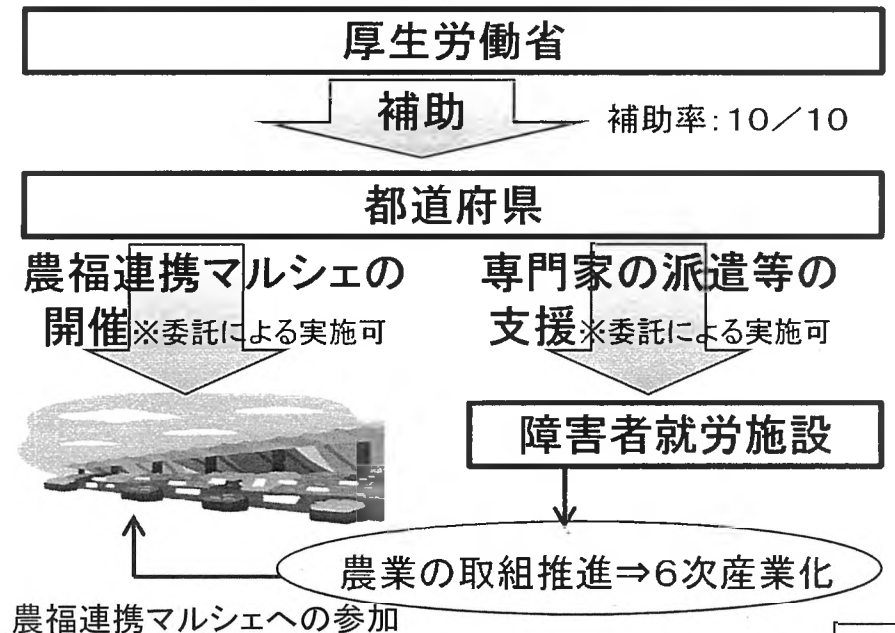 厚生労働省
補助
補助率：10／10
都道府県
農福連携マルシェの
開催※委託による実施可
専門家の派遣等の
支援※委託による実施可
障害者就労施設
農業の取組推進⇒6次産業化
農福連携マルシェへの参加